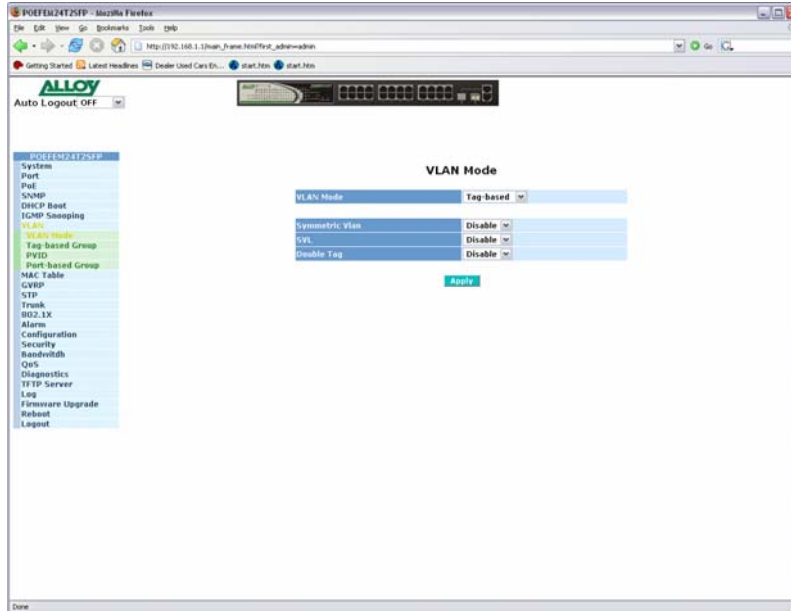 POEFEM24T2SFP - Mozilla Firefox
File Edit View Go Bookmarks Tools Help
http://192.168.1.1/main_frame.html?first_admin=admin
Go
Getting Started Latest Headlines Dealer Used Cars En... start.htm start.htm
ALLOY
Auto Logout OFF
POEFEM24T2SFP
System
Port
PoE
SNMP
DHCP Boot
IGMP Snooping
VLAN
VLAN Mode
Tag-based Group
PVID
Port-based Group
MAC Table
GVRP
STP
Trunk
802.1X
Alarm
Configuration
Security
Bandwitdh
QoS
Diagnostics
TFTP Server
Log
Firmware Upgrade
Reboot
Logout
VLAN Mode
VLAN Mode Tag-based
Symmetric Vlan Disable
SVL Disable
Double Tag Disable
Apply
Done